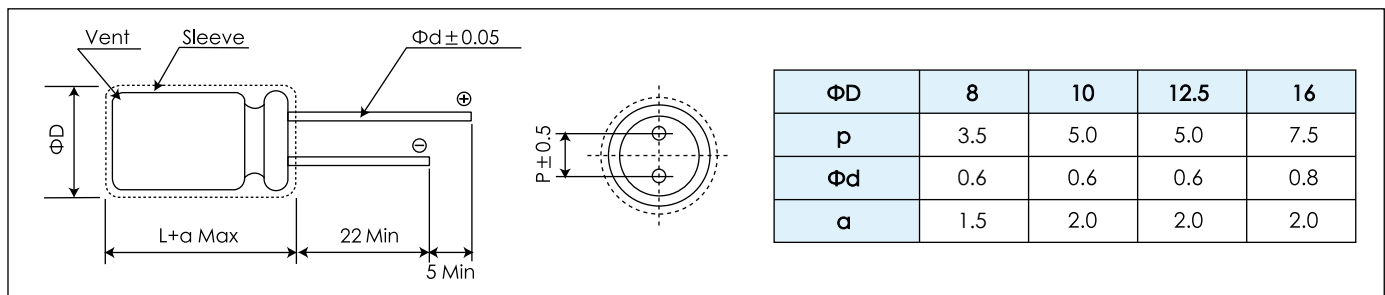 Vent
Sleeve
Φd±0.05
ΦD
⊕
⊖
L+a Max
22 Min
5 Min
P±0.5
ΦD 8 10 12.5 16
p 3.5 5.0 5.0 7.5
Φd 0.6 0.6 0.6 0.8
a 1.5 2.0 2.0 2.0